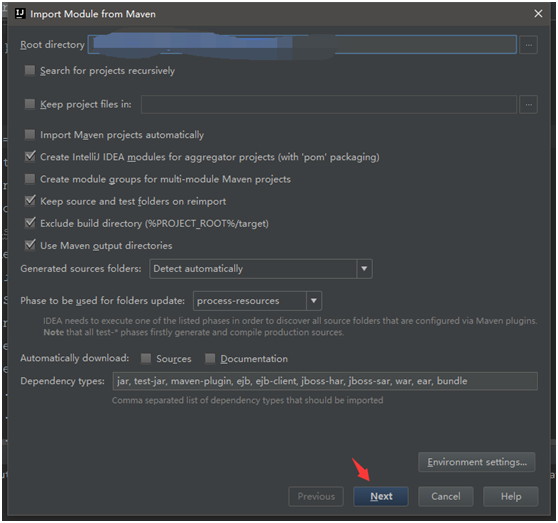 IJ Import Module from Maven
Root directory
Search for projects recursively
Keep project files in:
Import Maven projects automatically
Create IntelliJ IDEA modules for aggregator projects (with 'pom' packaging)
Create module groups for multi-module Maven projects
Keep source and test folders on reimport
Exclude build directory (%PROJECT_ROOT%/target)
Use Maven output directories
Generated sources folders: Detect automatically
Phase to be used for folders update: process-resources
IDEA needs to execute one of the listed phases in order to discover all source folders that are configured via Maven plugins.
Note that all test-* phases firstly generate and compile production sources.
Automatically download: Sources Documentation
Dependency types: jar, test-jar, maven-plugin, ejb, ejb-client, jboss-har, jboss-sar, war, ear, bundle
Comma separated list of dependency types that should be imported
Environment settings...
Previous Next Cancel Help